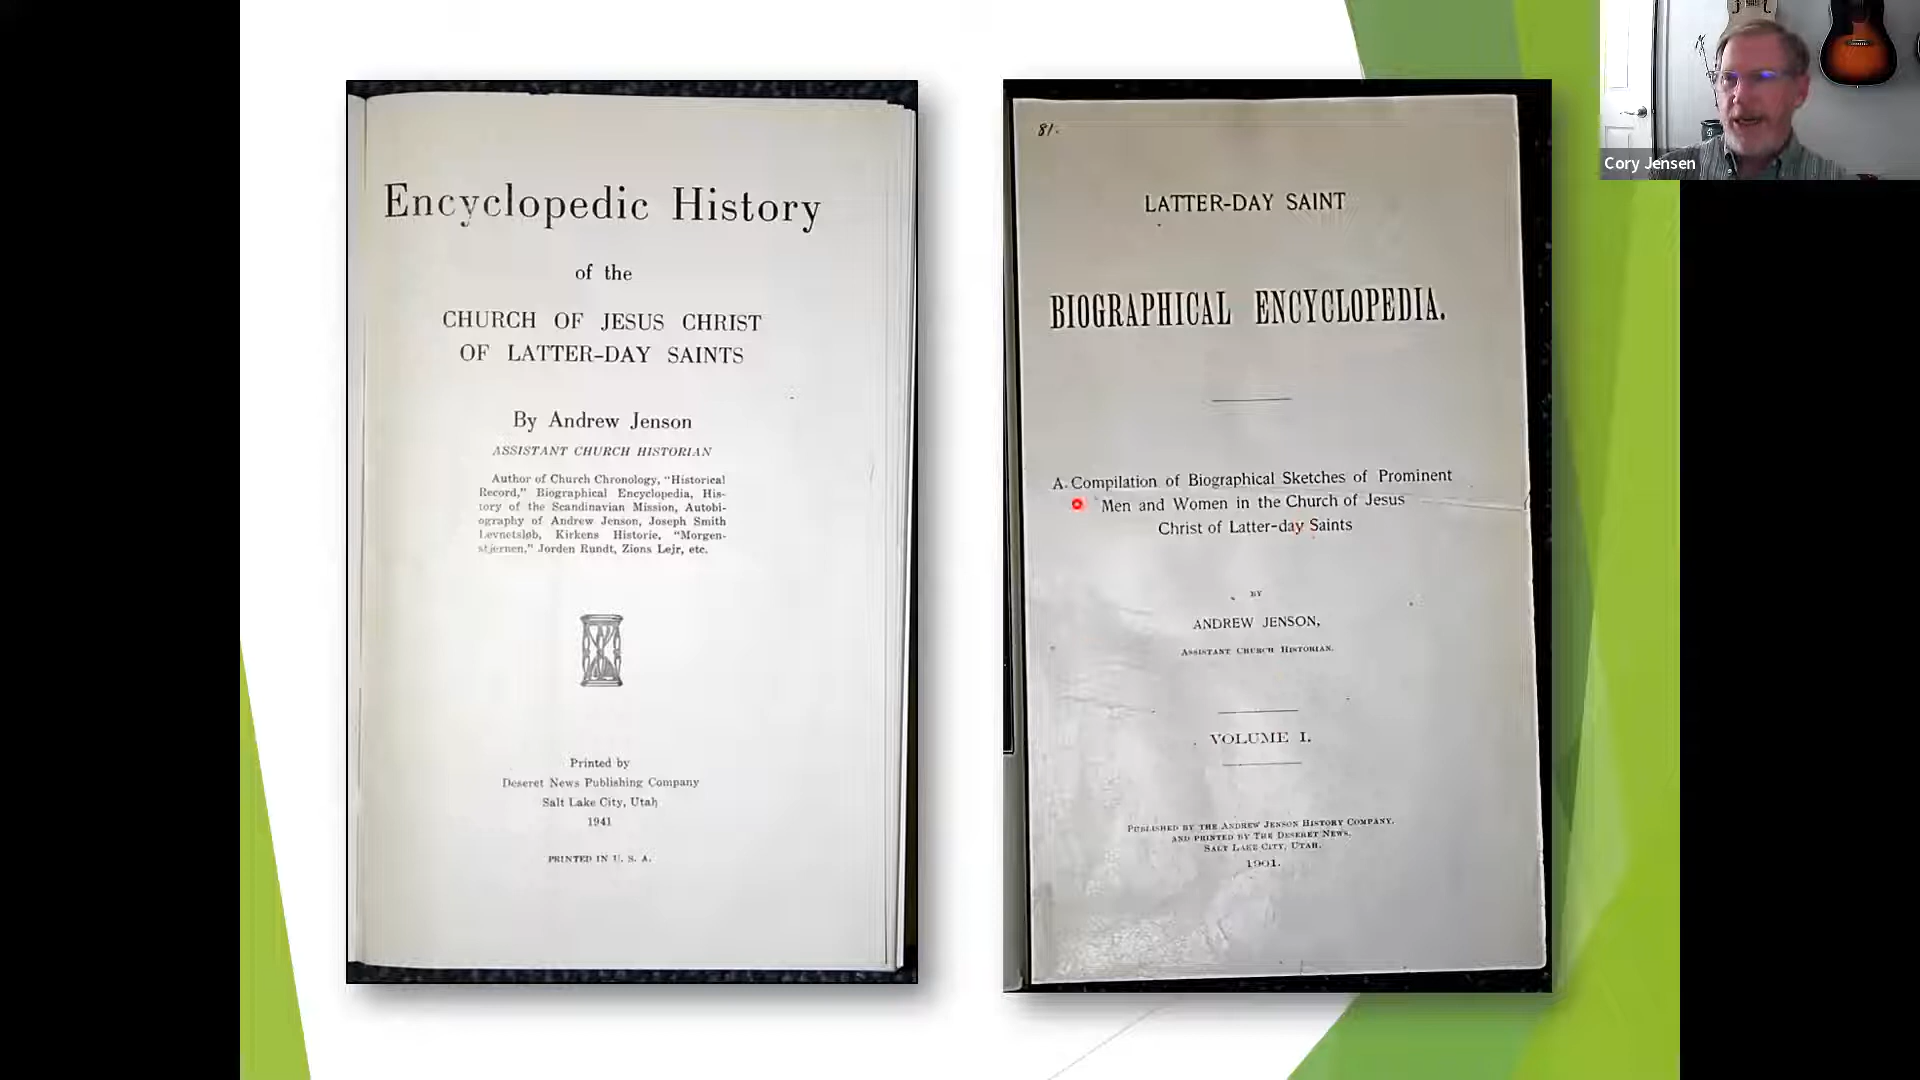 Encyclopedic History
of the
CHURCH OF JESUS CHRIST
OF LATTER-DAY SAINTS
By Andrew Jenson
ASSISTANT CHURCH HISTORIAN
Author of Church Chronology, "Historical
Record," Biographical Encyclopedia, His-
tory of the Scandinavian Mission, Autobi-
ography of Andrew Jenson, Joseph Smith
Levnetsløb, Kirkens Historie, "Morgen-
stjernen," Jorden Rundt, Zions Lejr, etc.
Printed by
Deseret News Publishing Company
Salt Lake City, Utah
1941
PRINTED IN U. S. A.
81.
LATTER-DAY SAINT
BIOGRAPHICAL ENCYCLOPEDIA.
A Compilation of Biographical Sketches of Prominent
Men and Women in the Church of Jesus
Christ of Latter-day Saints
BY
ANDREW JENSON,
ASSISTANT CHURCH HISTORIAN.
VOLUME I.
PUBLISHED BY THE ANDREW JENSON HISTORY COMPANY,
AND PRINTED BY THE DESERET NEWS,
SALT LAKE CITY, UTAH.
1901.
Cory Jensen